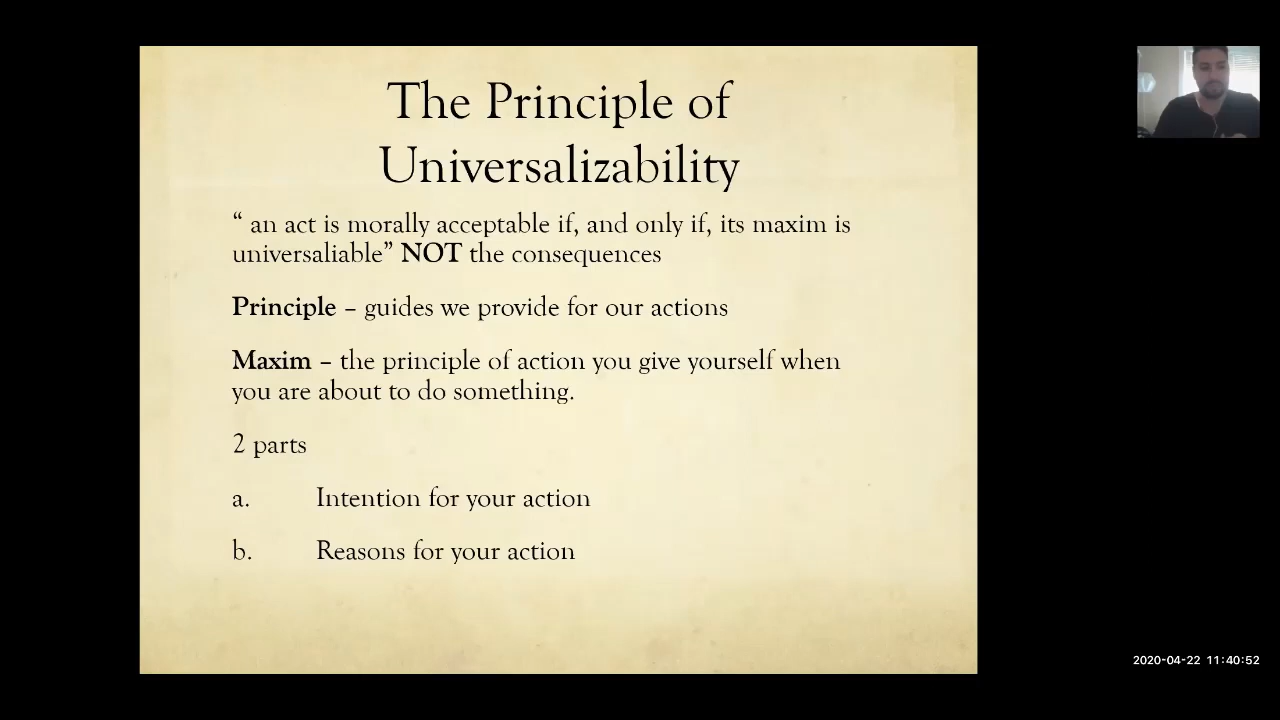 The Principle of
Universalizability
“ an act is morally acceptable if, and only if, its maxim is
universaliable” NOT the consequences
Principle – guides we provide for our actions
Maxim – the principle of action you give yourself when
you are about to do something.
2 parts
a. Intention for your action
b. Reasons for your action
2020-04-22 11:40:52